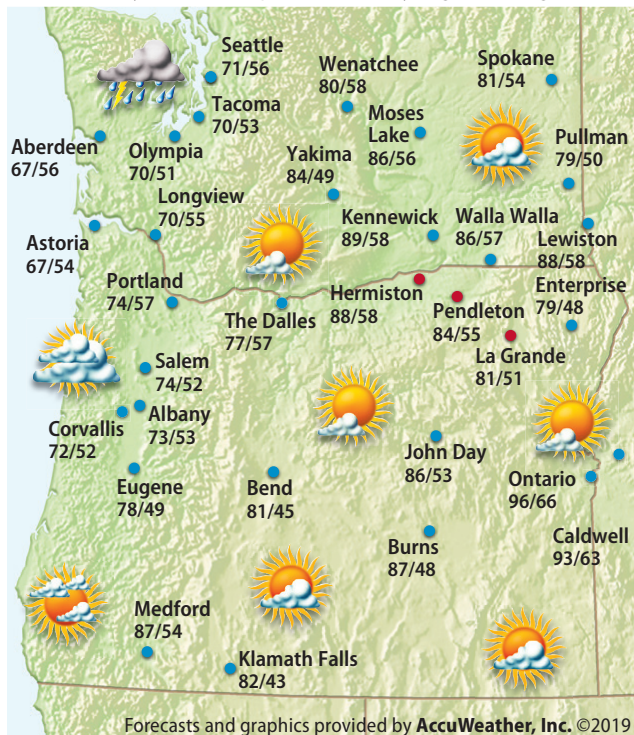 Seattle
71/56
Wenatchee
80/58
Spokane
81/54
Tacoma
70/53
Moses
Lake
86/56
Aberdeen
67/56
Olympia
70/51
Yakima
84/49
Pullman
79/50
Longview
70/55
Kennewick
89/58
Walla Walla
86/57
Lewiston
88/58
Astoria
67/54
Portland
74/57
The Dalles
77/57
Hermiston
88/58
Pendleton
84/55
Enterprise
79/48
La Grande
81/51
Salem
74/52
Albany
73/53
Corvallis
72/52
Eugene
78/49
Bend
81/45
John Day
86/53
Ontario
96/66
Caldwell
93/63
Burns
87/48
Medford
87/54
Klamath Falls
82/43
Forecasts and graphics provided by AccuWeather, Inc. ©2019